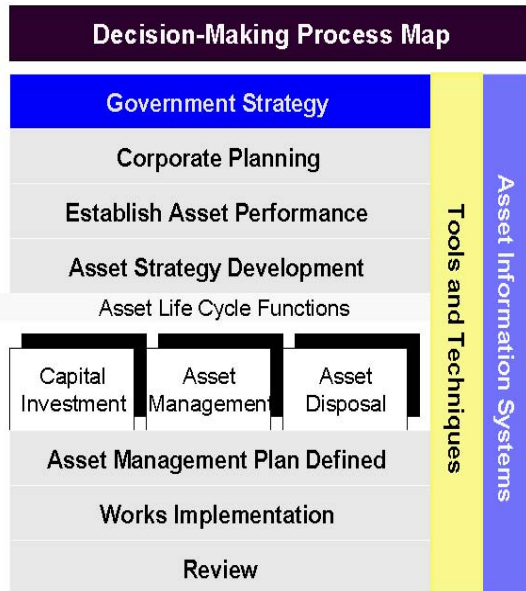 Decision-Making Process Map
Government Strategy
Corporate Planning
Establish Asset Performance
Asset Strategy Development
Asset Life Cycle Functions
Capital
Investment
Asset
Management
Asset
Disposal
Asset Management Plan Defined
Works Implementation
Review
Tools and Techniques
Asset Information Systems